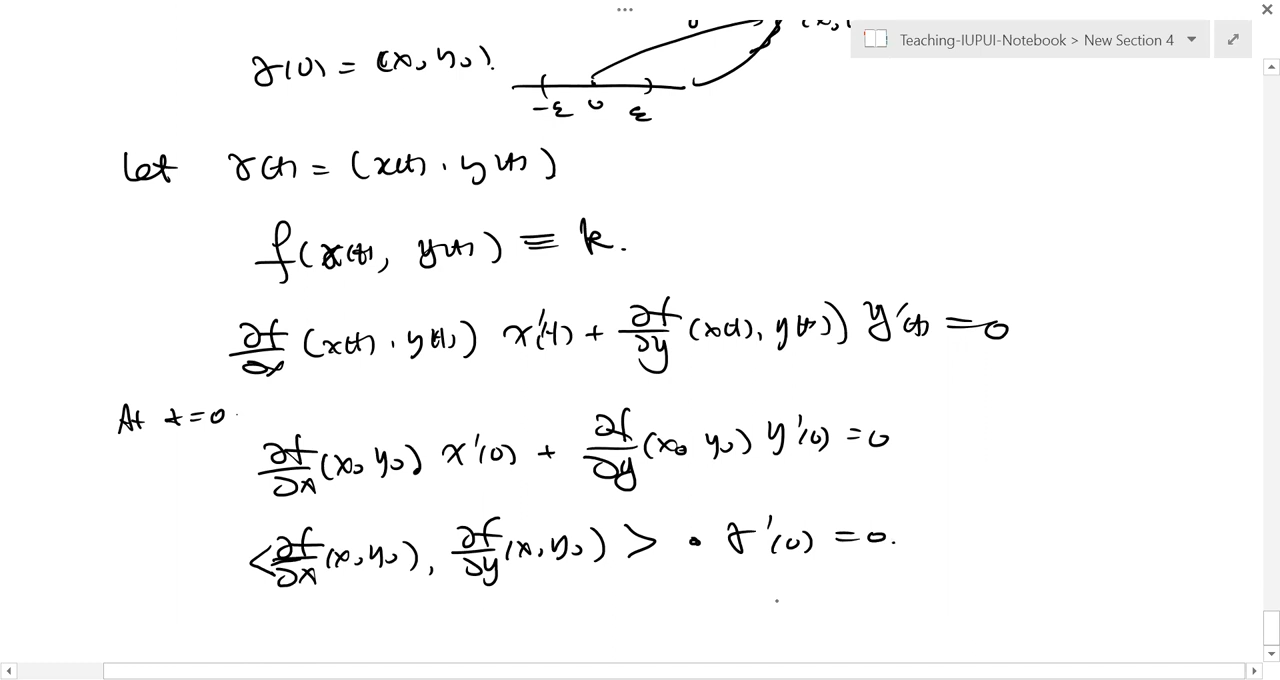 Teaching-IUPUI-Notebook > New Section 4
γ(0) = (x₀, y₀).
-ε 0 ε
Let γ(t) = (x(t), y(t))
f(x(t), y(t)) ≡ k.
∂f/∂x (x(t), y(t)) x'(t) + ∂f/∂y (x(t), y(t)) y'(t) = 0
At t=0.
∂f/∂x (x₀, y₀) x'(0) + ∂f/∂y (x₀, y₀) y'(0) = 0
<∂f/∂x (x₀, y₀), ∂f/∂y (x₀, y₀)> • γ'(0) = 0.